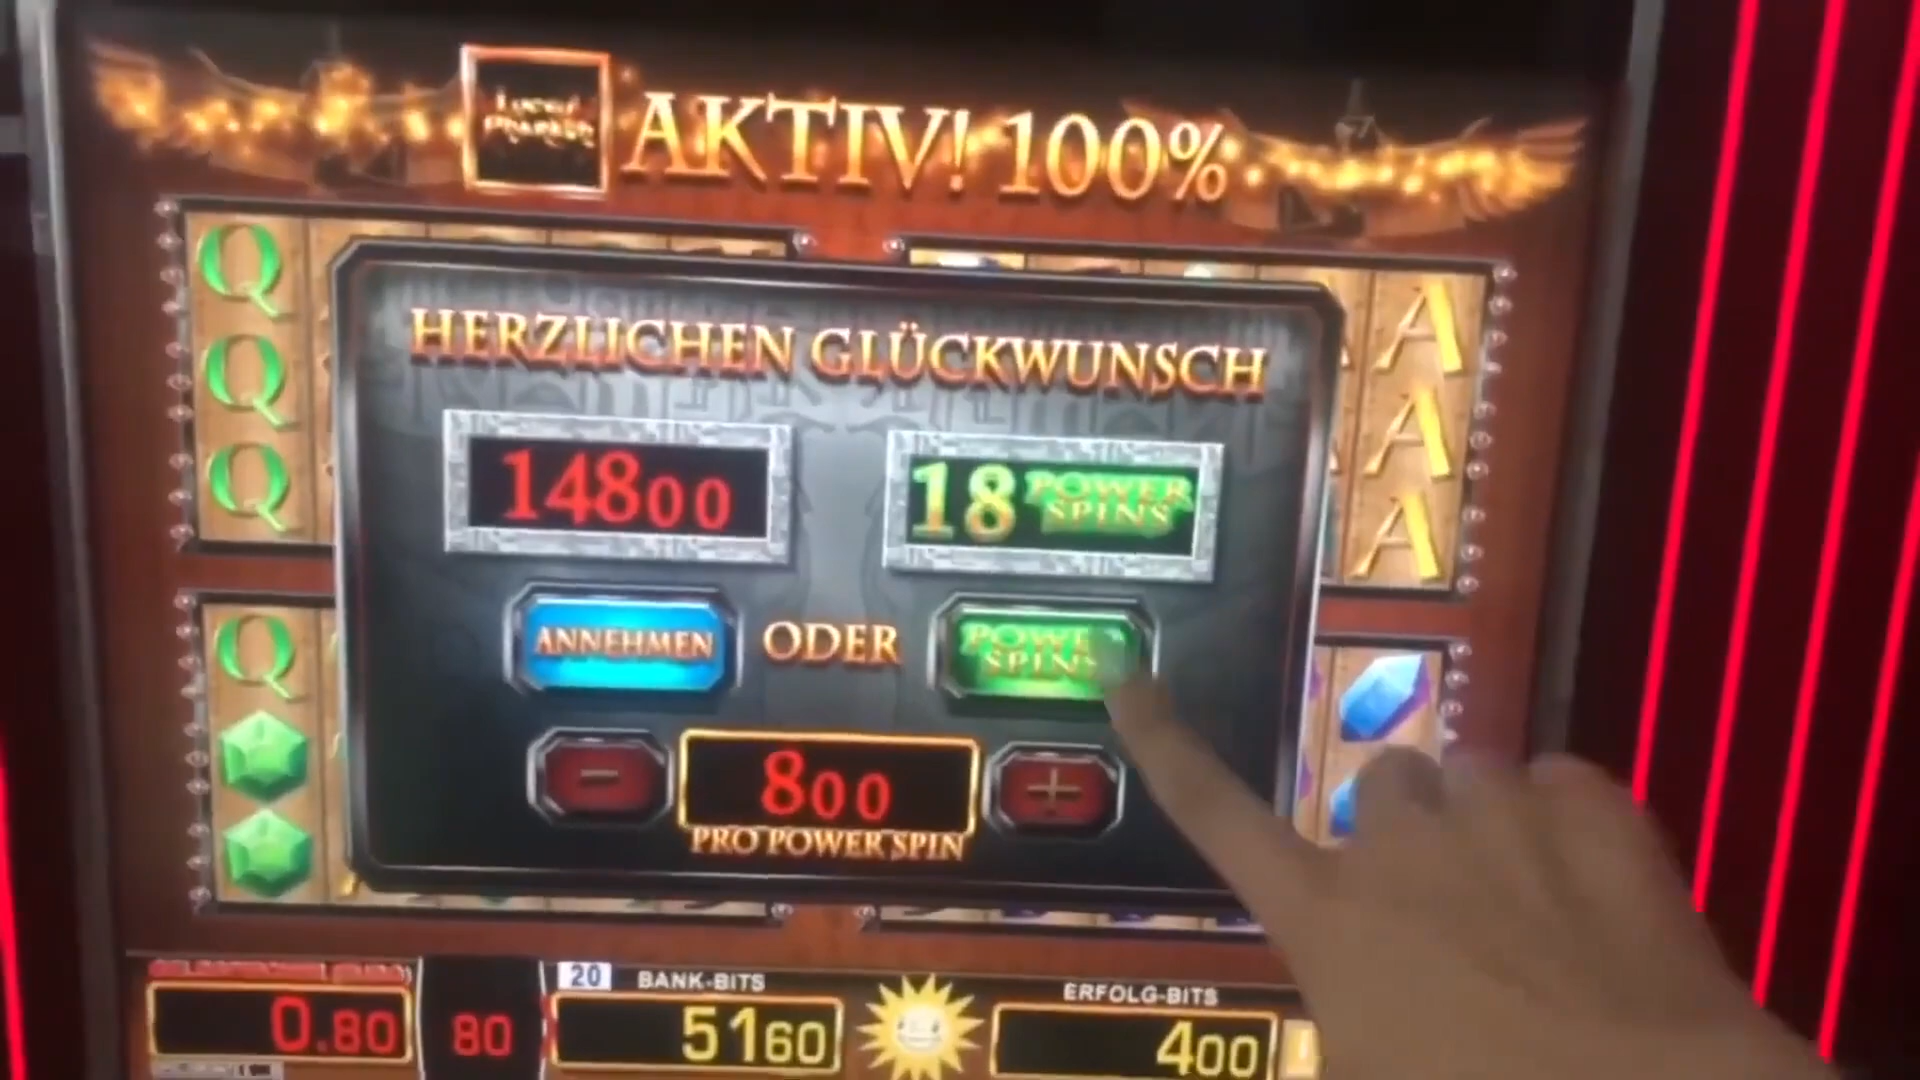 AKTIV! 100%
HERZLICHEN GLÜCKWUNSCH
14800
18 POWER SPINS
ANNEHMEN ODER POWER SPINS
-
800
+
PRO POWER SPIN
20 BANK-BITS
ERFOLG-BITS
0.80
80
5160
400
Q
Q
Q
Q
A
A
A